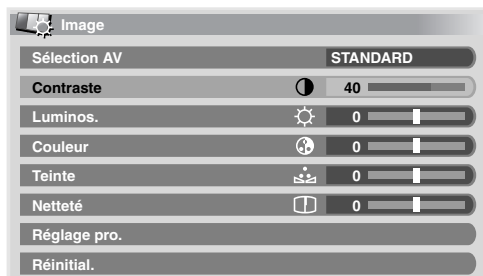 Image
Sélection AV STANDARD
Contraste 40
Luminos. 0
Couleur 0
Teinte 0
Netteté 0
Réglage pro.
Réinitial.